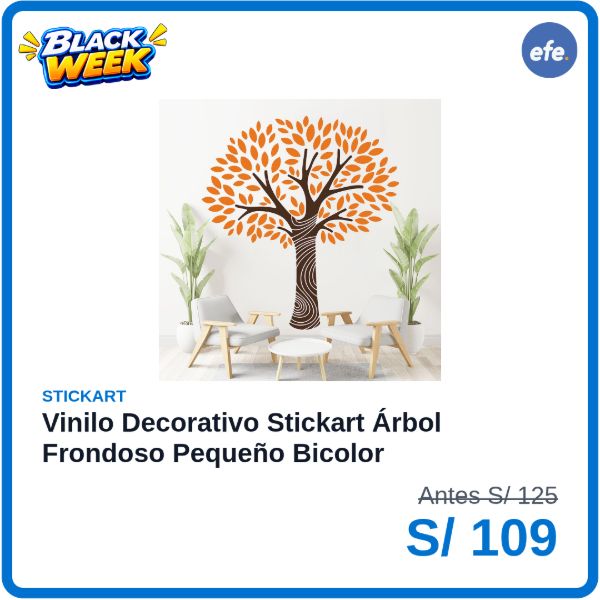 BLACK
WEEK
efe.
STICKART
Vinilo Decorativo Stickart Árbol
Frondoso Pequeño Bicolor
Antes S/ 125
S/ 109